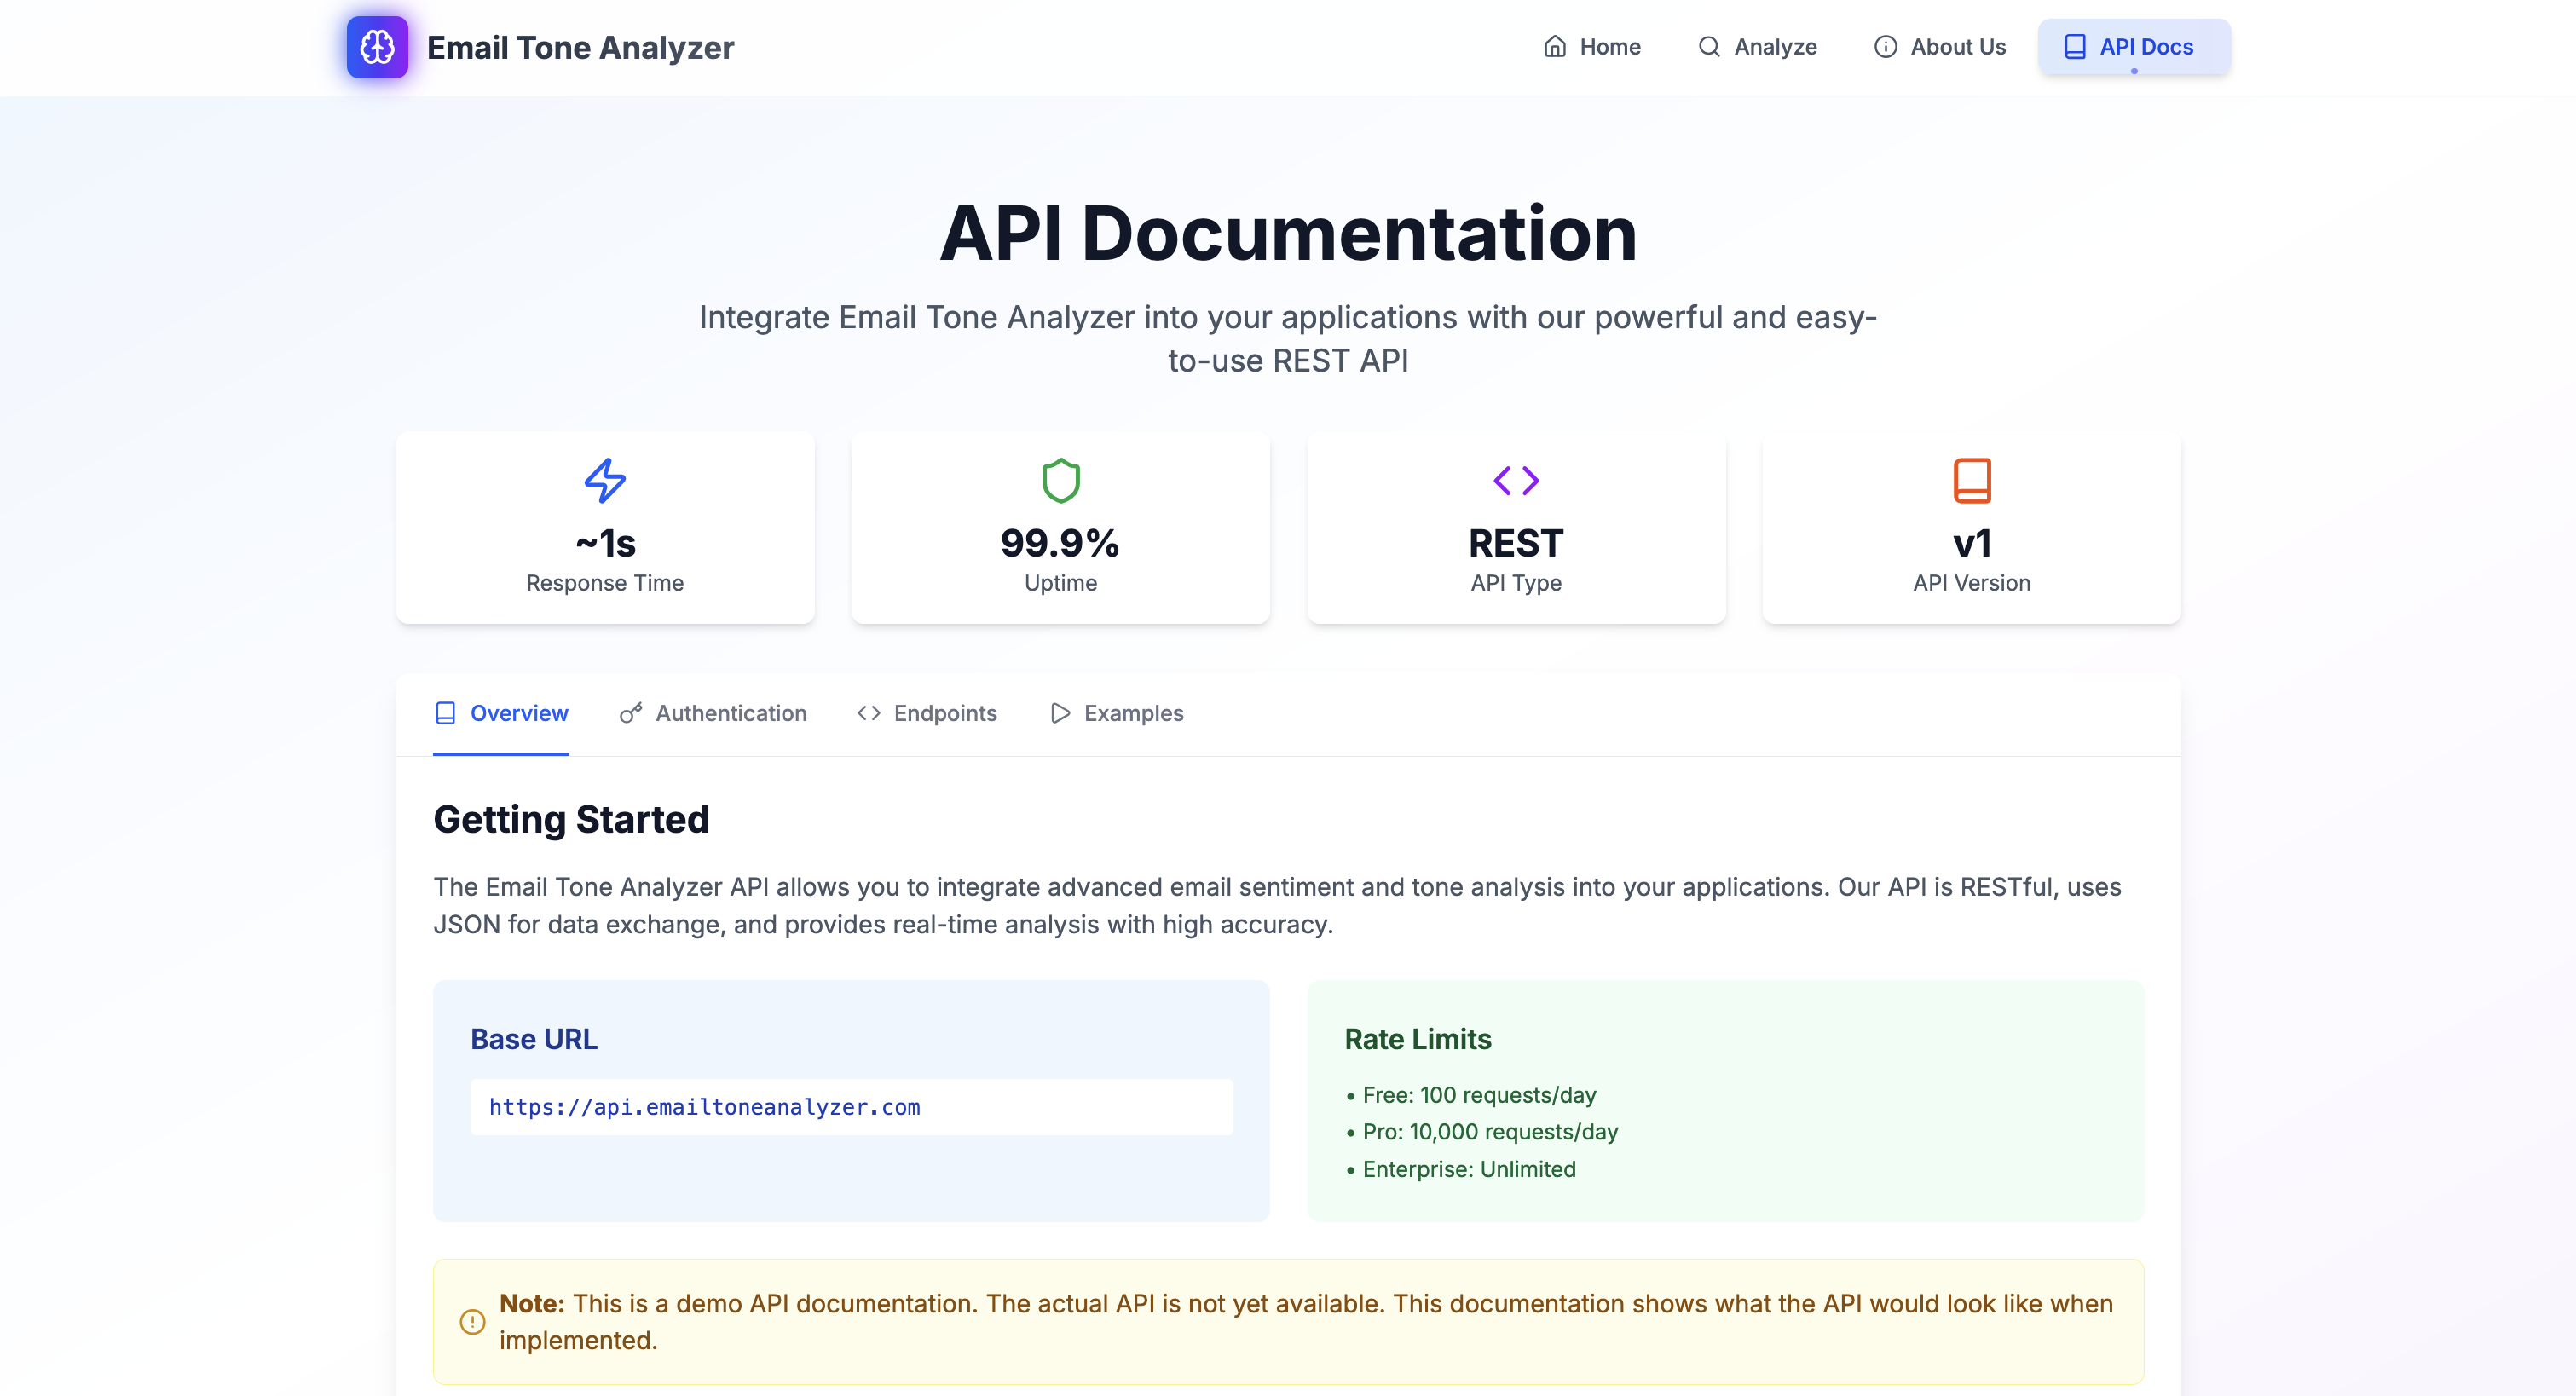 Email Tone Analyzer
Home
Analyze
About Us
API Docs
API Documentation
Integrate Email Tone Analyzer into your applications with our powerful and easy-
to-use REST API
~1s
Response Time
99.9%
Uptime
REST
API Type
v1
API Version
Overview
Authentication
Endpoints
Examples
Getting Started
The Email Tone Analyzer API allows you to integrate advanced email sentiment and tone analysis into your applications. Our API is RESTful, uses
JSON for data exchange, and provides real-time analysis with high accuracy.
Base URL
https://api.emailtoneanalyzer.com
Rate Limits
• Free: 100 requests/day
• Pro: 10,000 requests/day
• Enterprise: Unlimited
Note: This is a demo API documentation. The actual API is not yet available. This documentation shows what the API would look like when
implemented.